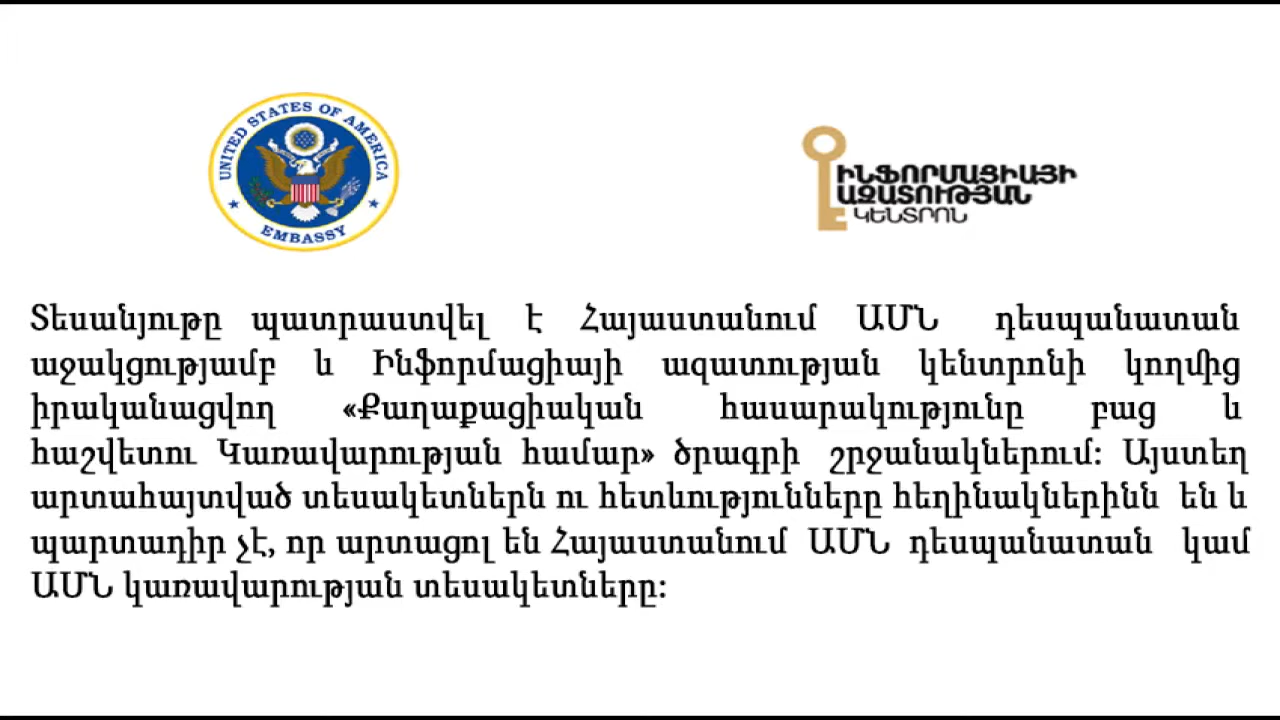 UNITED STATES OF AMERICA
EMBASSY
ԻՆՖՈՐՄԱՑԻԱՅԻ
ԱԶԱՏՈՒԹՅԱՆ
ԿԵՆՏՐՈՆ
Տեսանյութը պատրաստվել է Հայաստանում ԱՄՆ դեսպանատան
աջակցությամբ և Ինֆորմացիայի ազատության կենտրոնի կողմից
իրականացվող «Քաղաքացիական հասարակությունը բաց և
հաշվետու Կառավարության համար» ծրագրի շրջանակներում։ Այստեղ
արտահայտված տեսակետներն ու հետևությունները հեղինակներինն են և
պարտադիր չէ, որ արտացոլ են Հայաստանում ԱՄՆ դեսպանատան կամ
ԱՄՆ կառավարության տեսակետները։